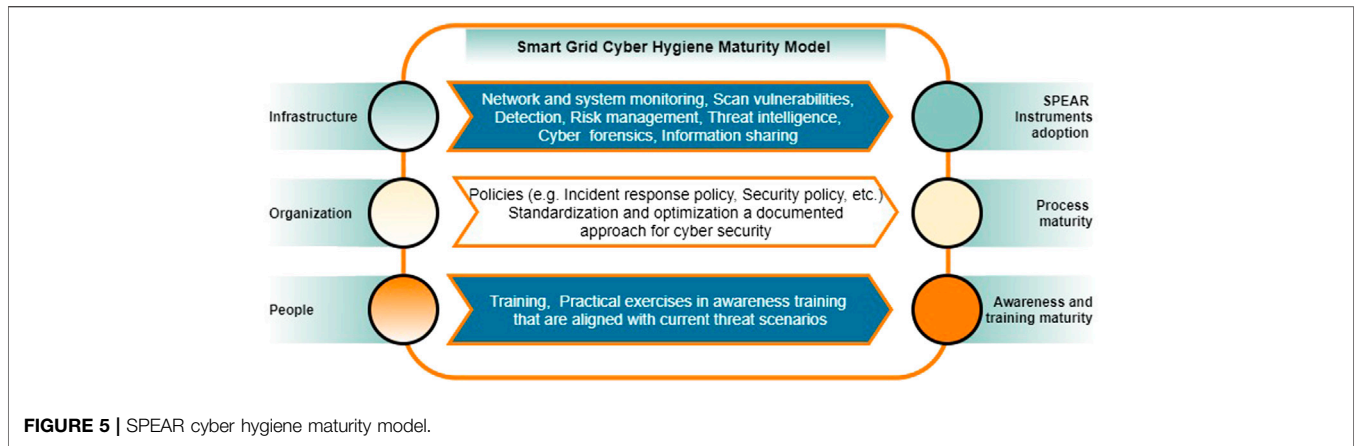 Smart Grid Cyber Hygiene Maturity Model
Infrastructure
Network and system monitoring, Scan vulnerabilities,
Detection, Risk management, Threat intelligence,
Cyber forensics, Information sharing
SPEAR
Instruments
adoption
Organization
Policies (e.g. Incident response policy, Security policy, etc.)
Standardization and optimization a documented
approach for cyber security
Process
maturity
People
Training, Practical exercises in awareness training
that are aligned with current threat scenarios
Awareness and
training maturity
FIGURE 5 | SPEAR cyber hygiene maturity model.